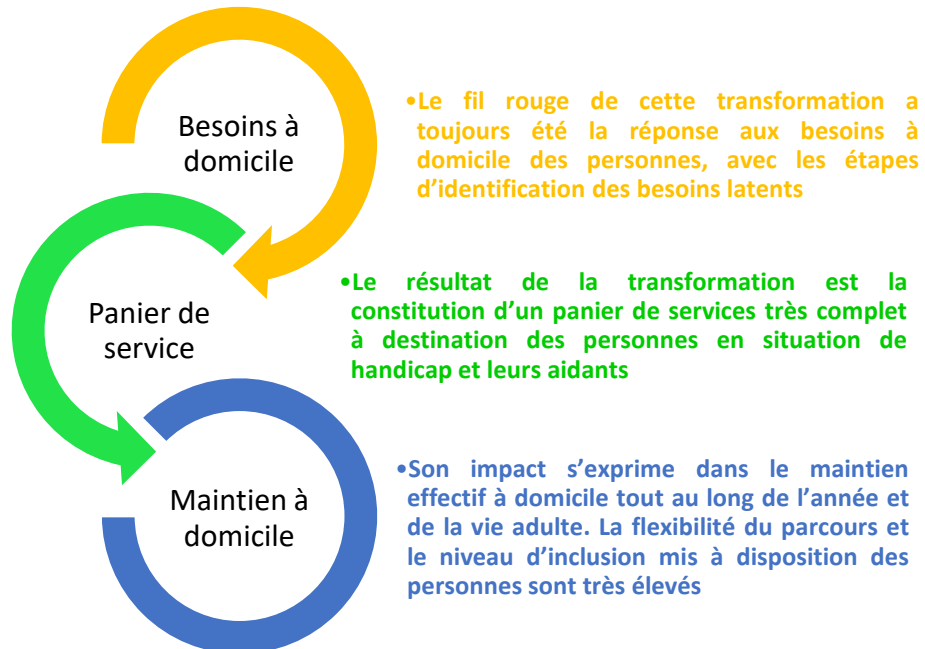 Besoins à
domicile
•Le fil rouge de cette transformation a
toujours été la réponse aux besoins à
domicile des personnes, avec les étapes
d’identification des besoins latents
Panier de
service
•Le résultat de la transformation est la
constitution d’un panier de services très complet
à destination des personnes en situation de
handicap et leurs aidants
Maintien à
domicile
•Son impact s’exprime dans le maintien
effectif à domicile tout au long de l’année et
de la vie adulte. La flexibilité du parcours et
le niveau d’inclusion mis à disposition des
personnes sont très élevés